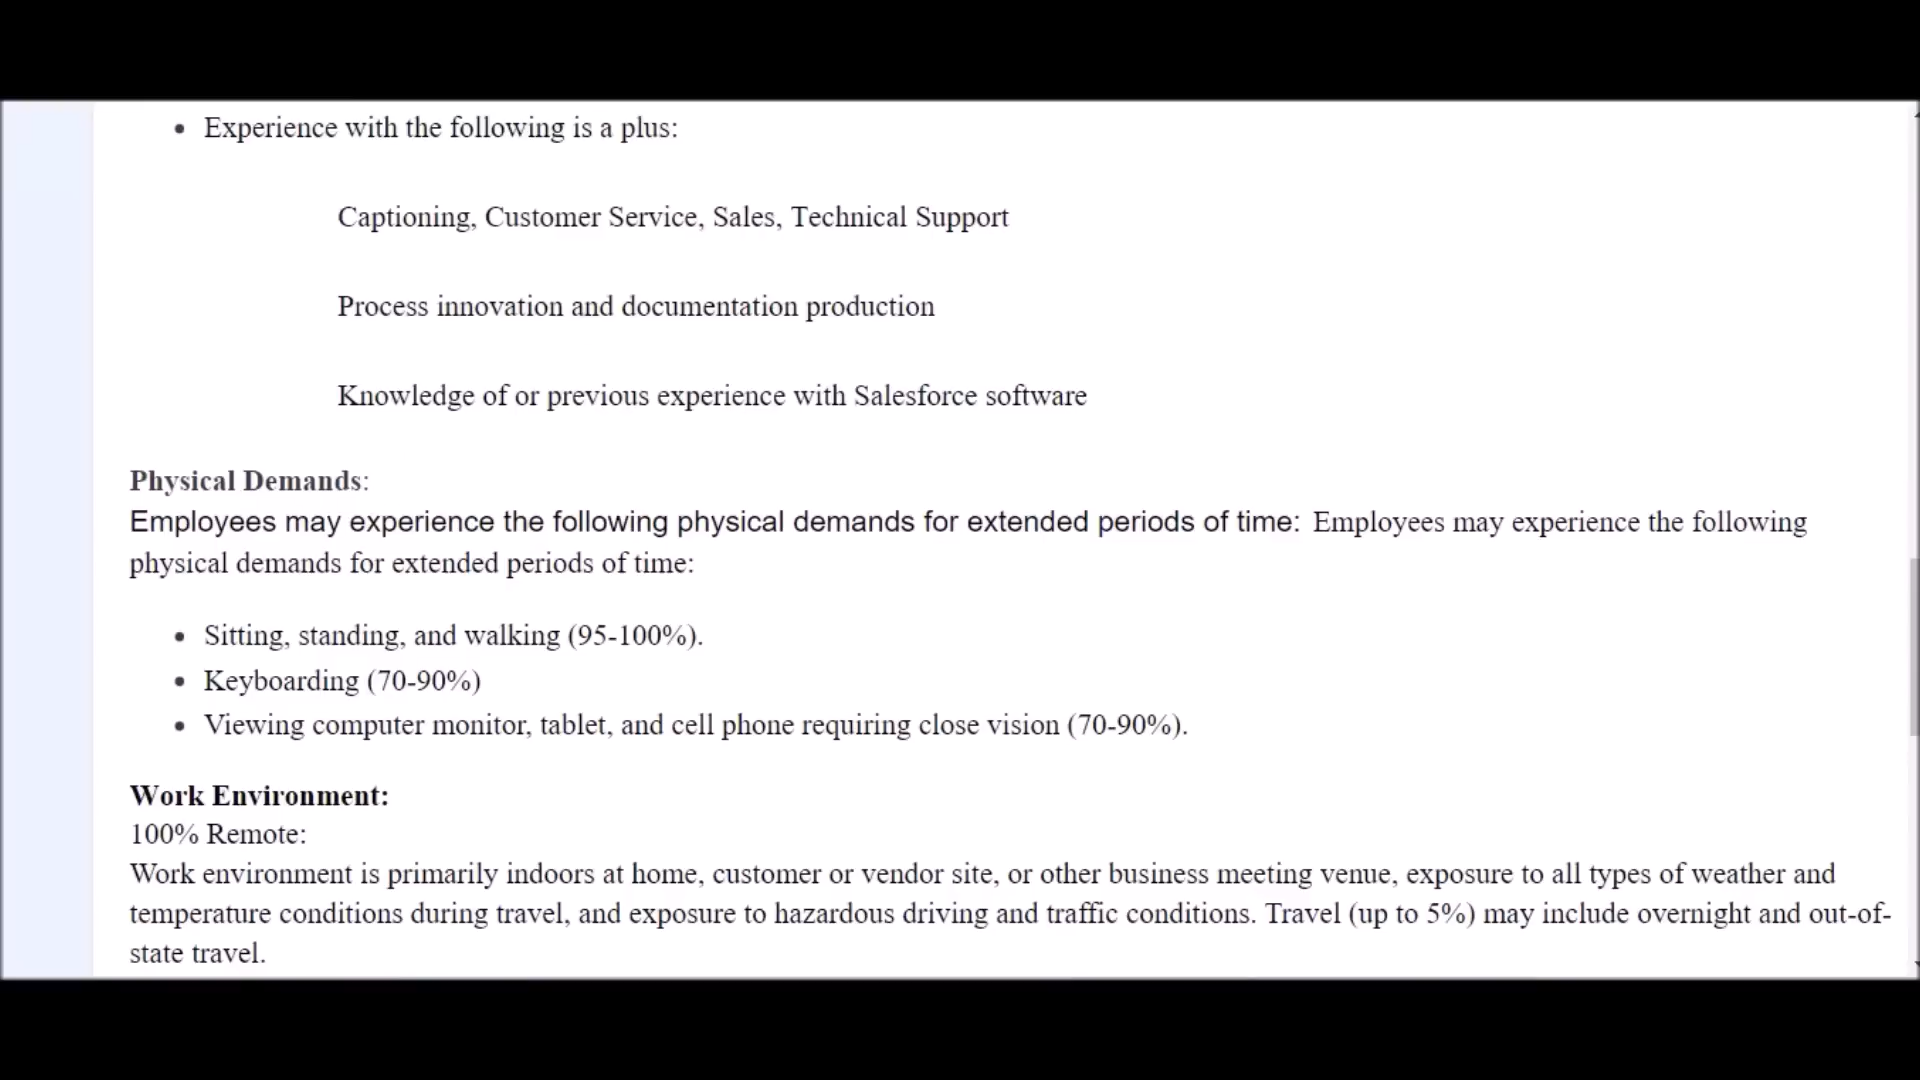 • Experience with the following is a plus:
Captioning, Customer Service, Sales, Technical Support
Process innovation and documentation production
Knowledge of or previous experience with Salesforce software
Physical Demands:
Employees may experience the following physical demands for extended periods of time: Employees may experience the following
physical demands for extended periods of time:
• Sitting, standing, and walking (95-100%).
• Keyboarding (70-90%)
• Viewing computer monitor, tablet, and cell phone requiring close vision (70-90%).
Work Environment:
100% Remote:
Work environment is primarily indoors at home, customer or vendor site, or other business meeting venue, exposure to all types of weather and
temperature conditions during travel, and exposure to hazardous driving and traffic conditions. Travel (up to 5%) may include overnight and out-of-
state travel.